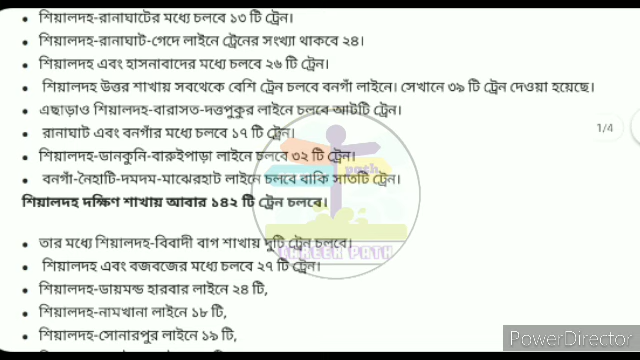 শিয়ালদহ-রানাঘাটের মধ্যে চলবে ১৩ টি ট্রেন।
শিয়ালদহ-রানাঘাট-গেদে লাইনে ট্রেনের সংখ্যা থাকবে ২৪।
শিয়ালদহ এবং হাসনাবাদের মধ্যে চলবে ২৬ টি ট্রেন।
শিয়ালদহ উত্তর শাখায় সবথেকে বেশি ট্রেন চলবে বনগাঁ লাইনে। সেখানে ৩৯ টি ট্রেন দেওয়া হয়েছে।
এছাড়াও শিয়ালদহ-বারাসত-দত্তপুকুর লাইনে চলবে আটটি ট্রেন।
1/4
রানাঘাট এবং বনগাঁর মধ্যে চলবে ১৭ টি ট্রেন।
শিয়ালদহ-ডানকুনি-বারুইপাড়া লাইনে চলবে ৩২ টি ট্রেন।
বনগাঁ-নৈহাটি-দমদম-মাঝেরহাট লাইনে চলবে বাকি সাতটি ট্রেন।
শিয়ালদহ দক্ষিণ শাখায় আবার ১৪২ টি ট্রেন চলবে।
তার মধ্যে শিয়ালদহ-বিবাদী বাগ শাখায় দুটি ট্রেন চলবে।
CAREER PATH
শিয়ালদহ এবং বজবজের মধ্যে চলবে ২৭ টি ট্রেন।
শিয়ালদহ-ডায়মন্ড হারবার লাইনে ২৪ টি,
শিয়ালদহ-নামখানা লাইনে ১৮ টি,
শিয়ালদহ-সোনারপুর লাইনে ১৯ টি,
PowerDirector